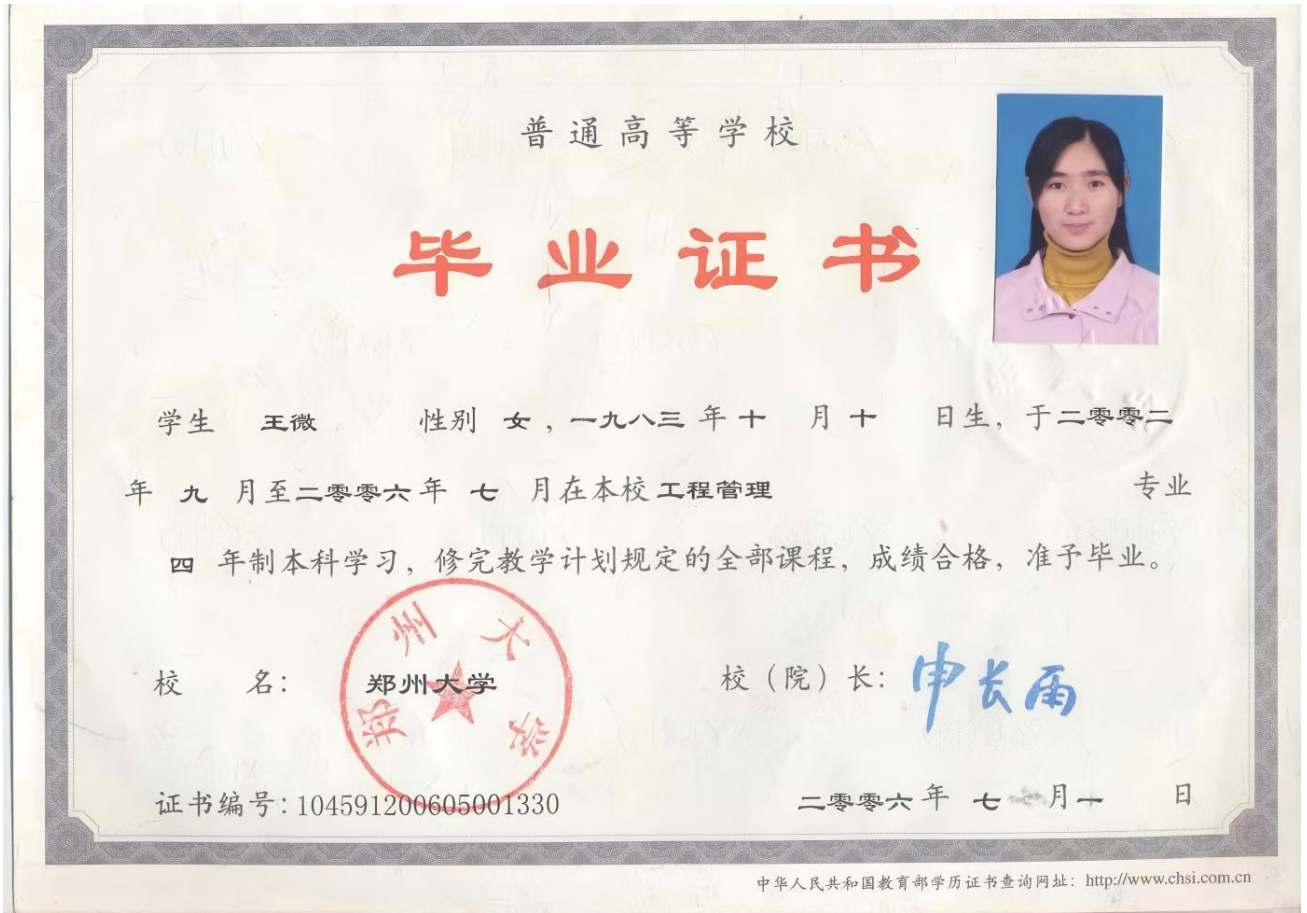 普通高等学校
毕业证书
学生 王微 性别 女，一九八三 年 十 月 十 日生，于 二零零二
年 九 月至 二零零六 年 七 月在本校 工程管理 专业
四 年制本科学习，修完教学计划规定的全部课程，成绩合格，准予毕业。
郑州大学
校 名： 郑州大学 校（院）长：申长雨
证书编号：104591200605001330 二零零六 年 七 月 一 日
中华人民共和国教育部学历证书查询网址：http://www.chsi.com.cn